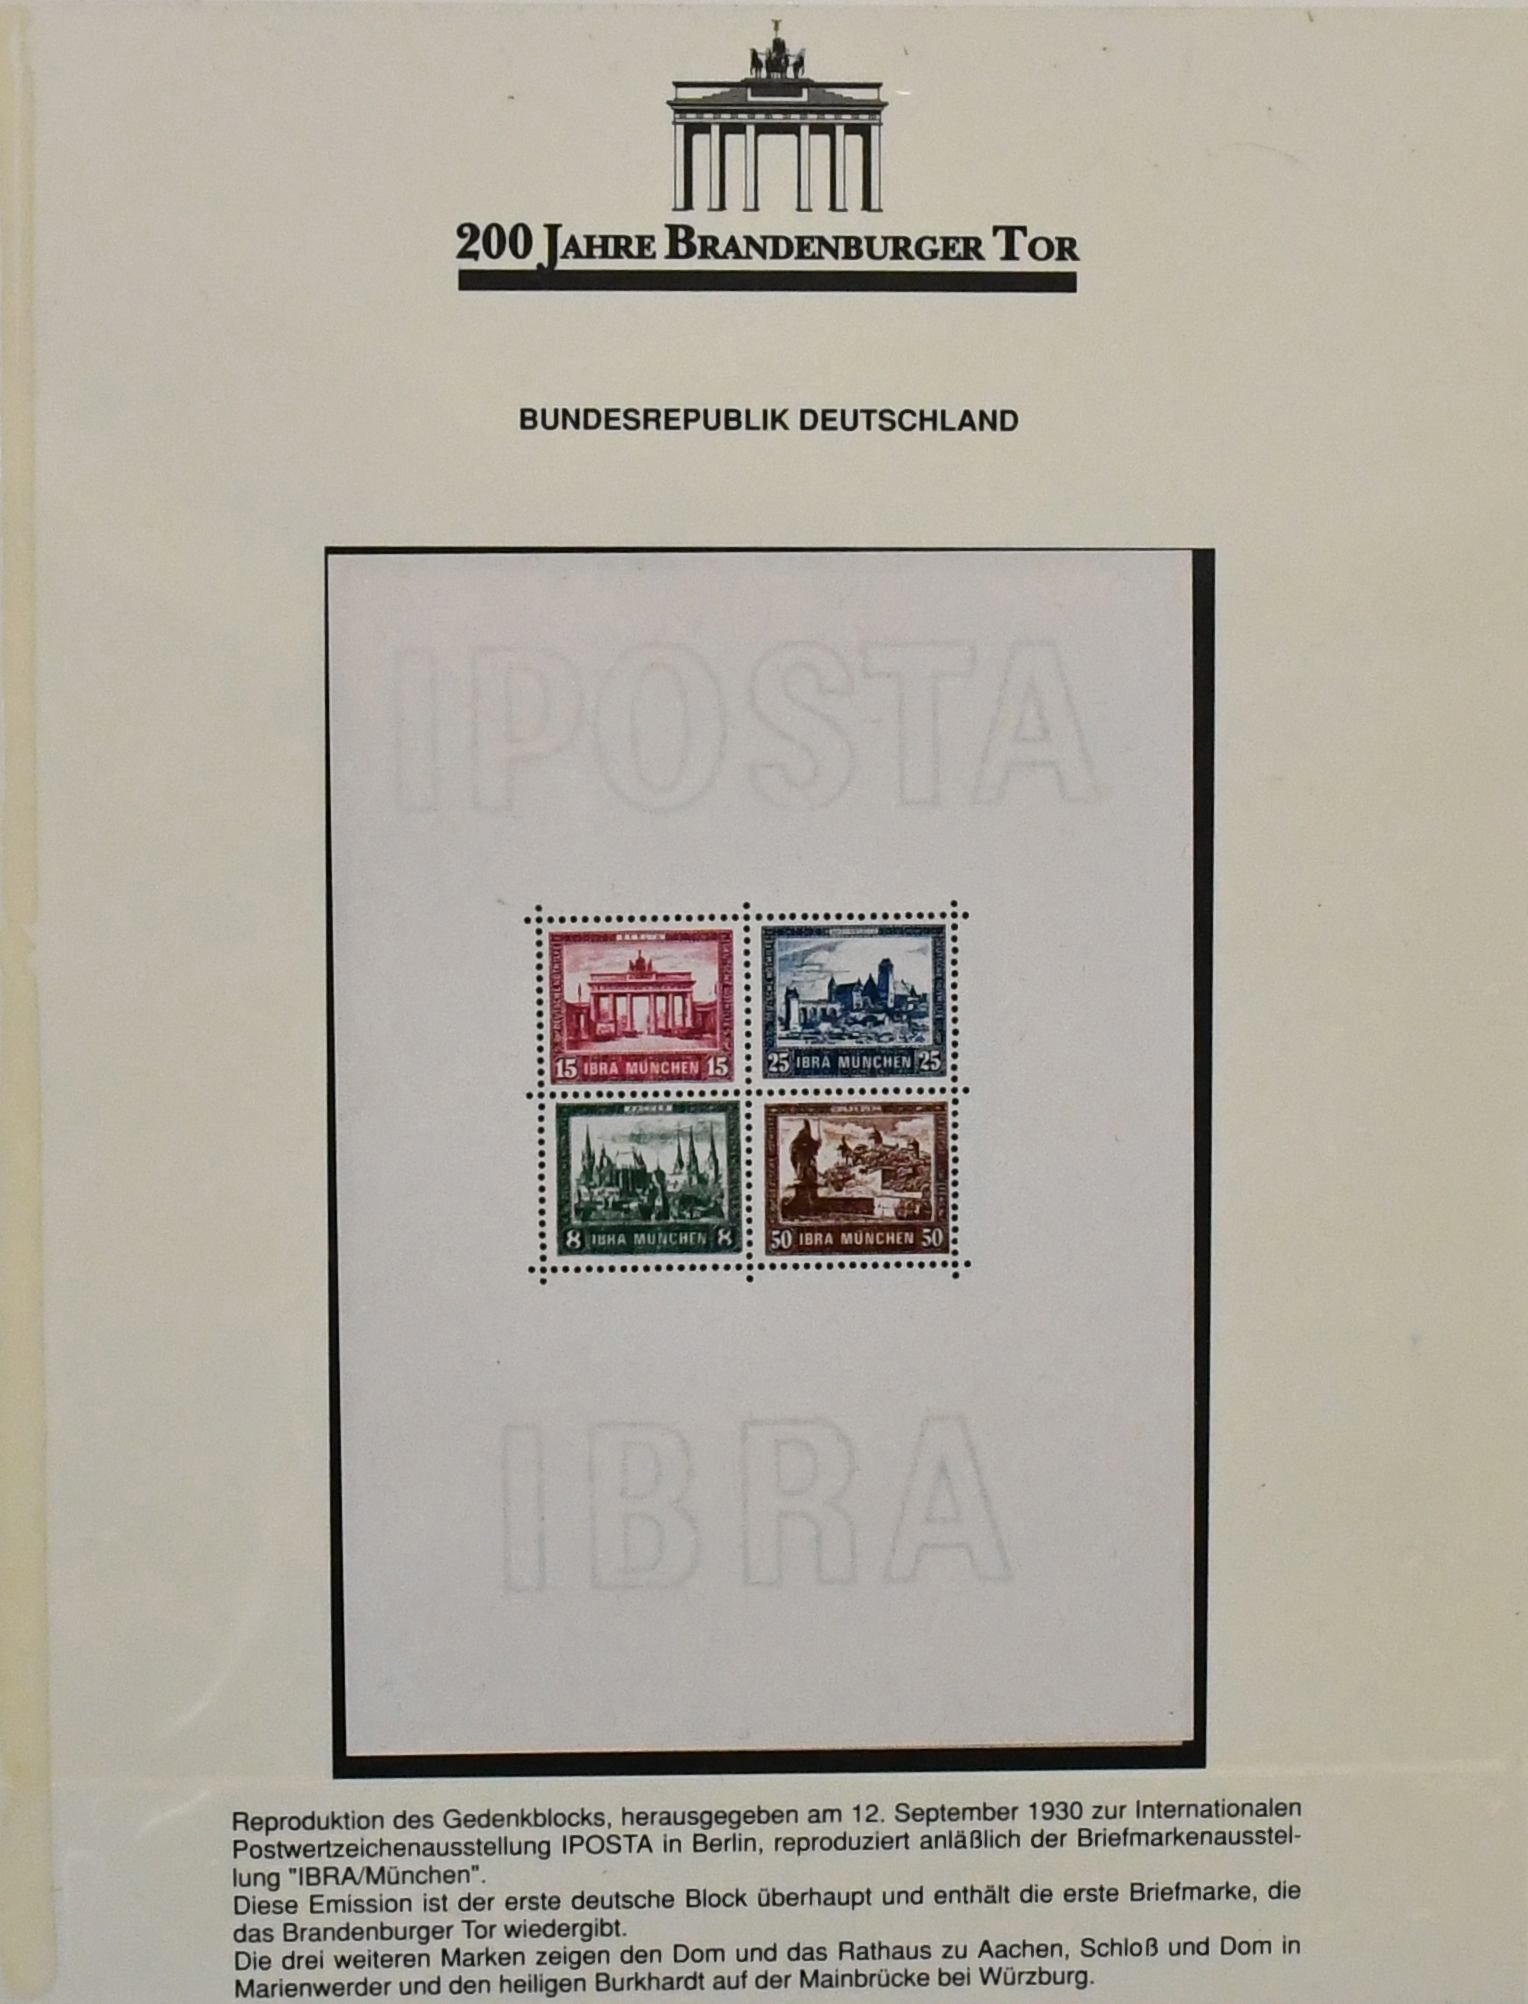 200 JAHRE BRANDENBURGER TOR
BUNDESREPUBLIK DEUTSCHLAND
IPOSTA
15 IBRA MÜNCHEN 15
25 IBRA MÜNCHEN 25
8 IBRA MÜNCHEN 8
50 IBRA MÜNCHEN 50
IBRA
Reproduktion des Gedenkblocks, herausgegeben am 12. September 1930 zur Internationalen
Postwertzeichenausstellung IPOSTA in Berlin, reproduziert anläßlich der Briefmarkenausstel-
lung "IBRA/München".
Diese Emission ist der erste deutsche Block überhaupt und enthält die erste Briefmarke, die
das Brandenburger Tor wiedergibt.
Die drei weiteren Marken zeigen den Dom und das Rathaus zu Aachen, Schloß und Dom in
Marienwerder und den heiligen Burkhardt auf der Mainbrücke bei Würzburg.